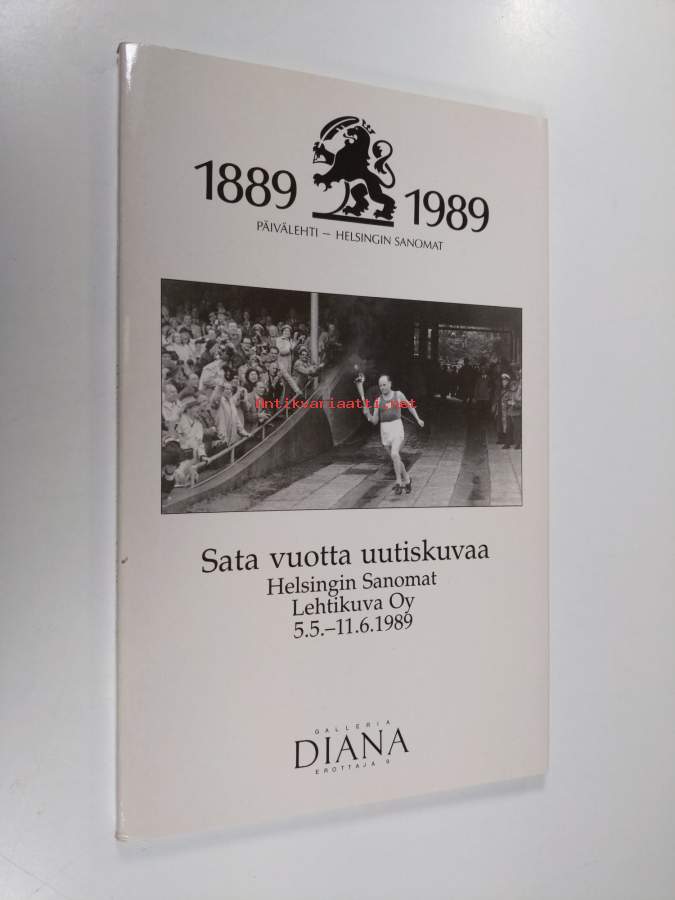 1889 1989
PÄIVÄLEHTI – HELSINGIN SANOMAT
Antikvariaatti.net
Sata vuotta uutiskuvaa
Helsingin Sanomat
Lehtikuva Oy
5.5.–11.6.1989
GALLERIA
DIANA
EROTTAJA 9